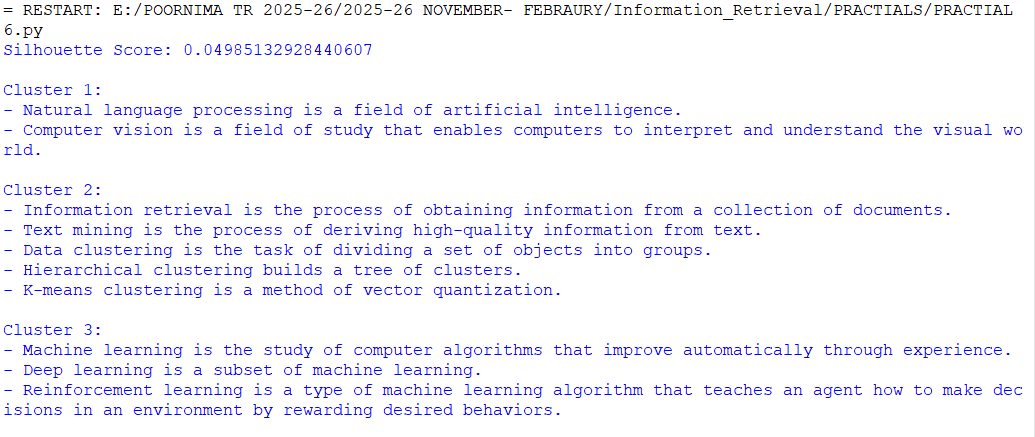 = RESTART: E:/POORNIMA TR 2025-26/2025-26 NOVEMBER- FEBRAURY/Information_Retrieval/PRACTIALS/PRACTIAL
6.py
Silhouette Score: 0.04985132928440607
Cluster 1:
- Natural language processing is a field of artificial intelligence.
- Computer vision is a field of study that enables computers to interpret and understand the visual wo
rld.
Cluster 2:
- Information retrieval is the process of obtaining information from a collection of documents.
- Text mining is the process of deriving high-quality information from text.
- Data clustering is the task of dividing a set of objects into groups.
- Hierarchical clustering builds a tree of clusters.
- K-means clustering is a method of vector quantization.
Cluster 3:
- Machine learning is the study of computer algorithms that improve automatically through experience.
- Deep learning is a subset of machine learning.
- Reinforcement learning is a type of machine learning algorithm that teaches an agent how to make dec
isions in an environment by rewarding desired behaviors.